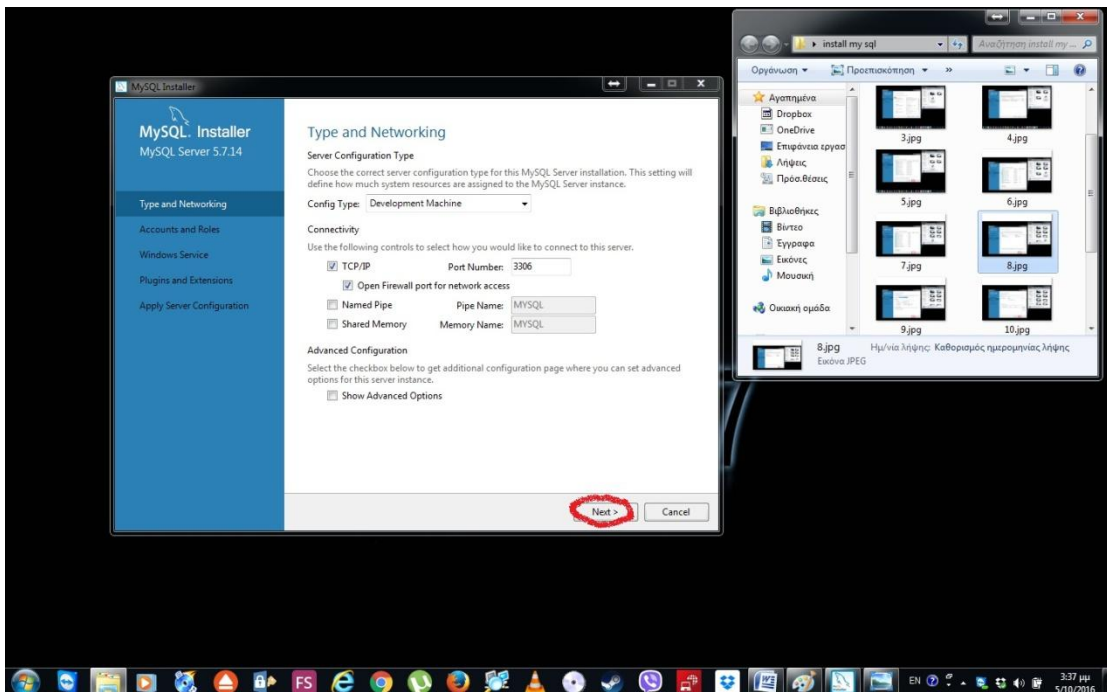 MySQL Installer
MySQL. Installer
MySQL Server 5.7.14
Type and Networking
Accounts and Roles
Windows Service
Plugins and Extensions
Apply Server Configuration
Type and Networking
Server Configuration Type
Choose the correct server configuration type for this MySQL Server installation. This setting will
define how much system resources are assigned to the MySQL Server instance.
Config Type: Development Machine
Connectivity
Use the following controls to select how you would like to connect to this server.
TCP/IP Port Number: 3306
Open Firewall port for network access
Named Pipe Pipe Name: MYSQL
Shared Memory Memory Name: MYSQL
Advanced Configuration
Select the checkbox below to get additional configuration page where you can set advanced
options for this server instance.
Show Advanced Options
Next > Cancel
install my sql Αναζήτηση install my ...
Οργάνωση Προεπισκόπηση »
Αγαπημένα
Dropbox
OneDrive
Επιφάνεια εργασ
Λήψεις
Πρόσ.θέσεις
Βιβλιοθήκες
Βίντεο
Έγγραφα
Εικόνες
Μουσική
Οικιακή ομάδα
3.jpg 4.jpg
5.jpg 6.jpg
7.jpg 8.jpg
9.jpg 10.jpg
8.jpg Ημ/νία λήψης: Καθορισμός ημερομηνίας λήψης
Εικόνα JPEG
FS
EN 3:37 μμ
5/10/2016